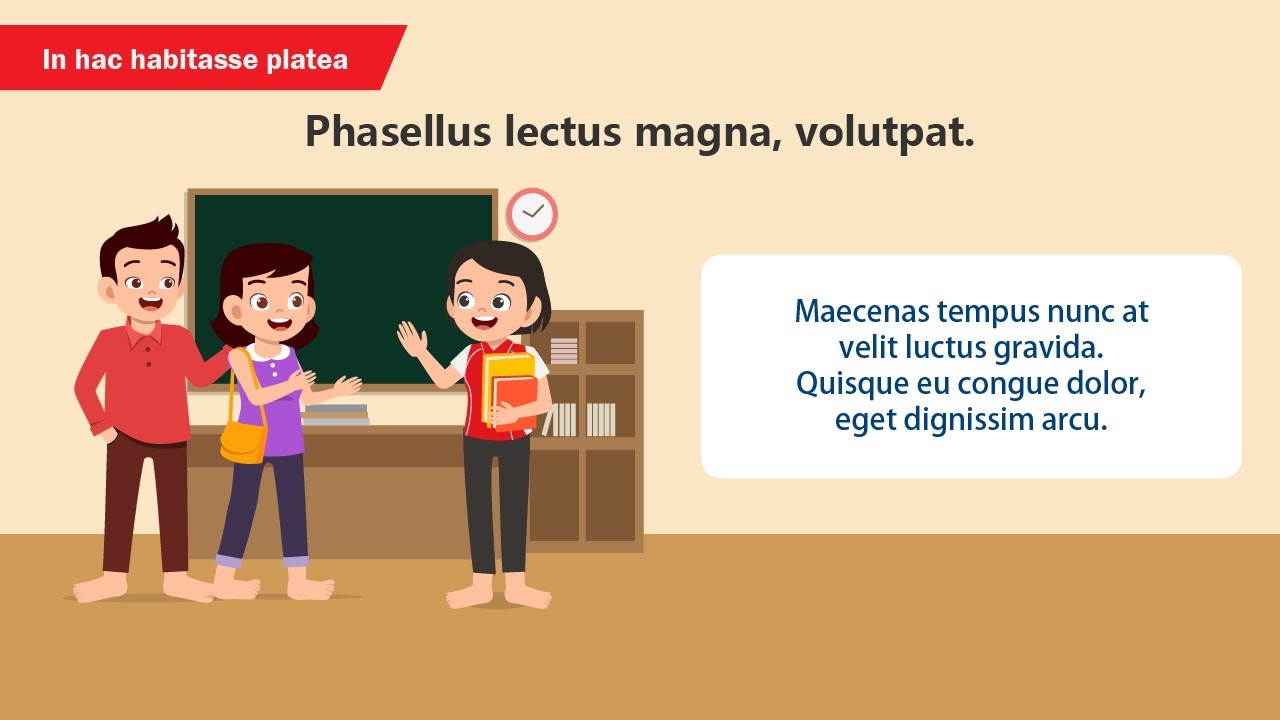 In hac habitasse platea
Phasellus lectus magna, volutpat.
Maecenas tempus nunc at
velit luctus gravida.
Quisque eu congue dolor,
eget dignissim arcu.